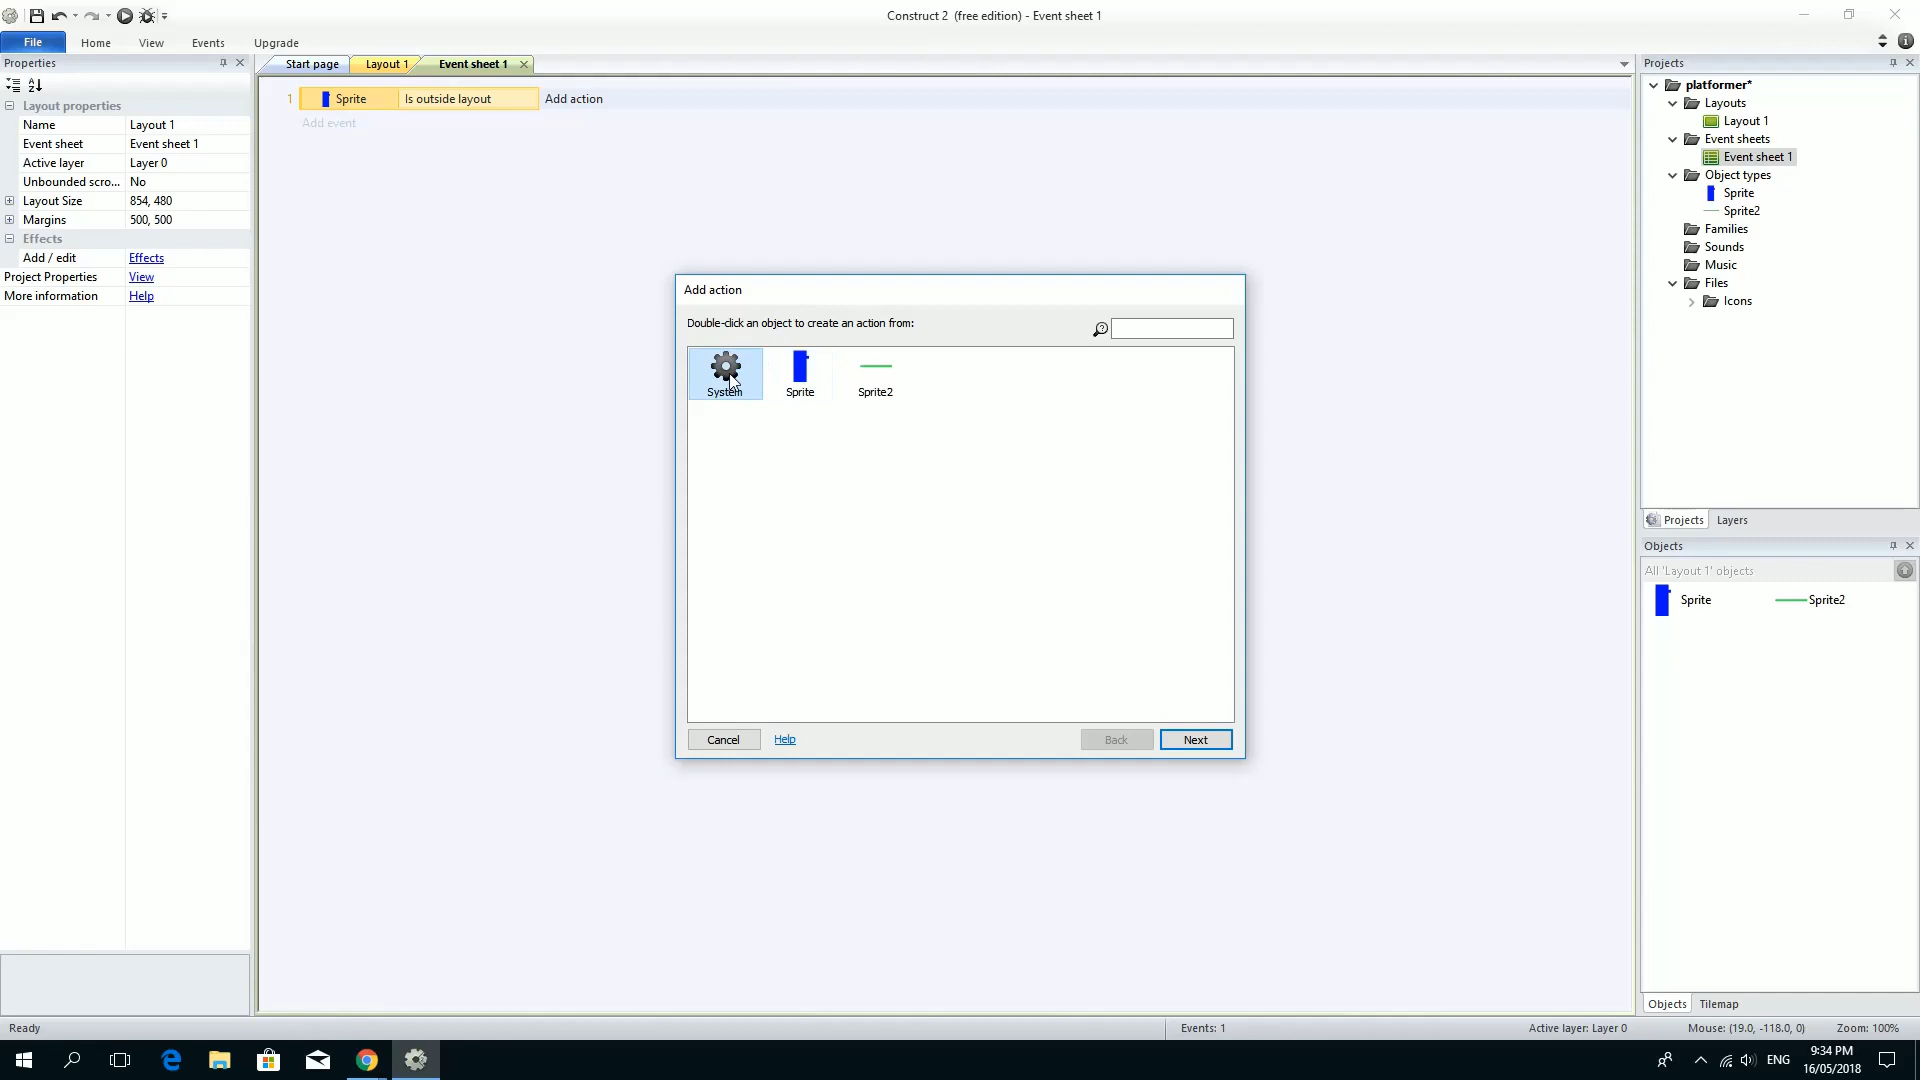 Construct 2 (free edition) - Event sheet 1
File Home View Events Upgrade
Properties
Layout properties
Name Layout 1
Event sheet Event sheet 1
Active layer Layer 0
Unbounded scro... No
Layout Size 854, 480
Margins 500, 500
Effects
Add / edit Effects
Project Properties View
More information Help
Start page Layout 1 Event sheet 1
1 Sprite Is outside layout Add action
Add event
Add action
Double-click an object to create an action from:
System Sprite Sprite2
Cancel Help Back Next
Projects
platformer*
Layouts
Layout 1
Event sheets
Event sheet 1
Object types
Sprite
Sprite2
Families
Sounds
Music
Files
Icons
Projects Layers
Objects
All 'Layout 1' objects
Sprite Sprite2
Objects Tilemap
Ready Events: 1 Active layer: Layer 0 Mouse: (19.0, -118.0, 0) Zoom: 100%
ENG 9:34 PM
16/05/2018